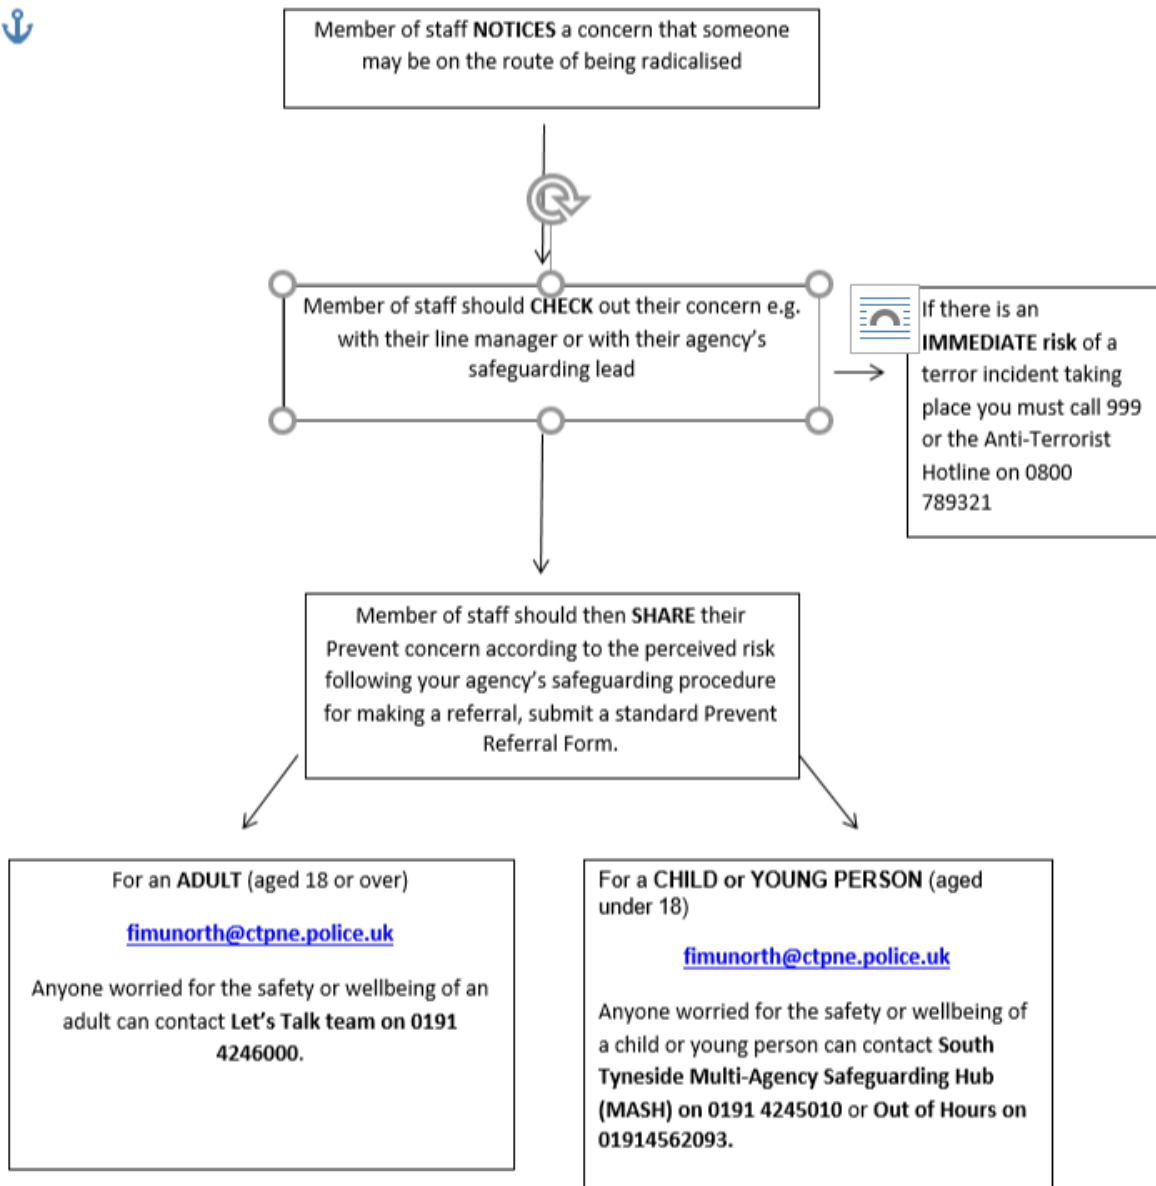 Member of staff NOTICES a concern that someone
may be on the route of being radicalised
Member of staff should CHECK out their concern e.g.
with their line manager or with their agency's
safeguarding lead
If there is an
IMMEDIATE risk of a
terror incident taking
place you must call 999
or the Anti-Terrorist
Hotline on 0800
789321
Member of staff should then SHARE their
Prevent concern according to the perceived risk
following your agency's safeguarding procedure
for making a referral, submit a standard Prevent
Referral Form.
For an ADULT (aged 18 or over)
fimunorth@ctpne.police.uk
Anyone worried for the safety or wellbeing of an
adult can contact Let's Talk team on 0191
4246000.
For a CHILD or YOUNG PERSON (aged
under 18)
fimunorth@ctpne.police.uk
Anyone worried for the safety or wellbeing of
a child or young person can contact South
Tyneside Multi-Agency Safeguarding Hub
(MASH) on 0191 4245010 or Out of Hours on
01914562093.